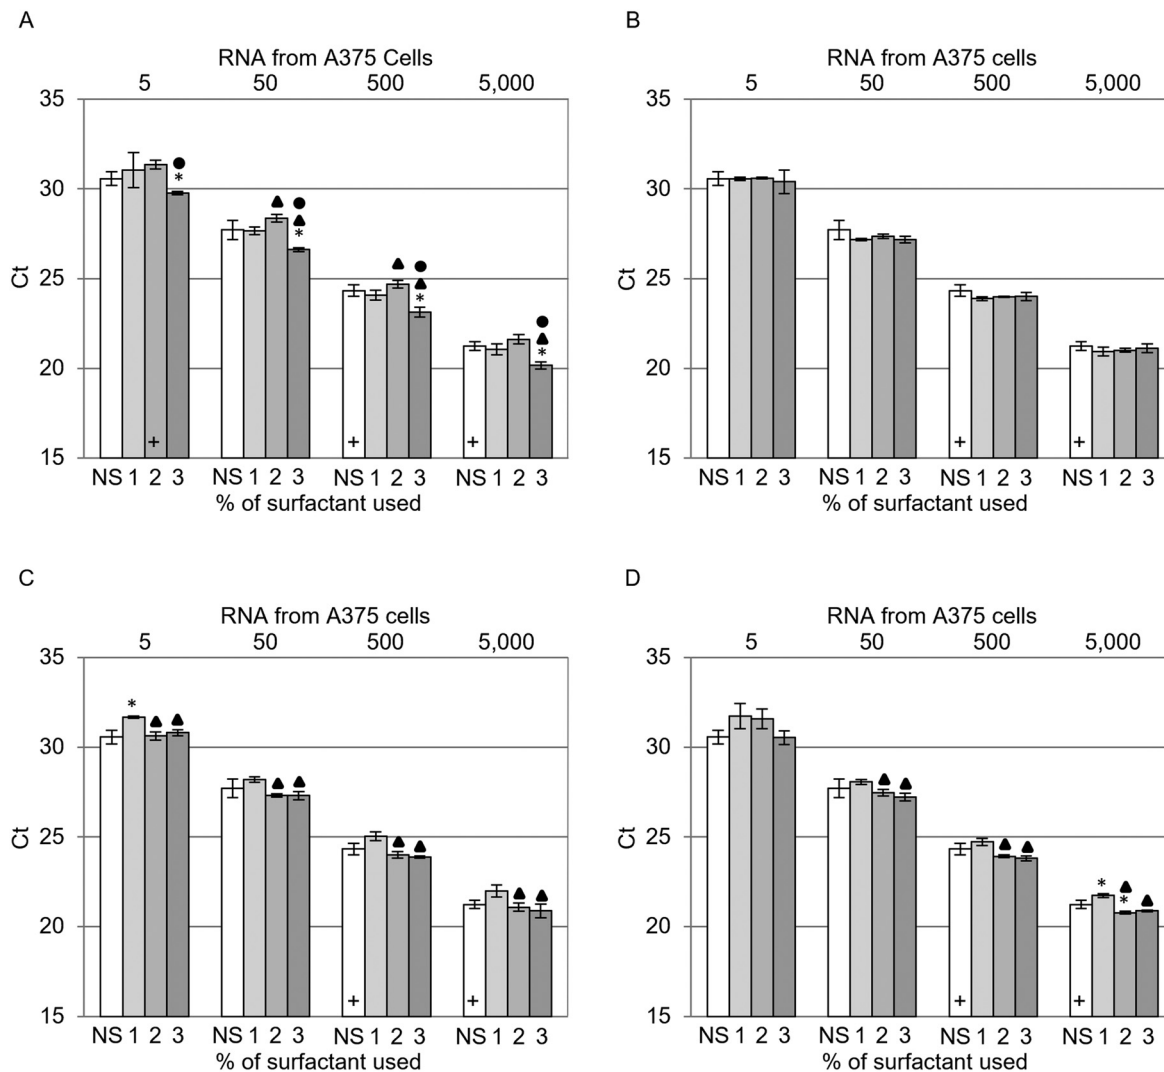 A
RNA from A375 Cells
5 50 500 5,000
35
30
25
20
15
Ct
* * * *
+ + +
NS 1 2 3 NS 1 2 3 NS 1 2 3 NS 1 2 3
% of surfactant used
B
RNA from A375 cells
5 50 500 5,000
35
30
25
20
15
Ct
+ +
NS 1 2 3 NS 1 2 3 NS 1 2 3 NS 1 2 3
% of surfactant used
C
RNA from A375 cells
5 50 500 5,000
35
30
25
20
15
Ct
*
+ +
NS 1 2 3 NS 1 2 3 NS 1 2 3 NS 1 2 3
% of surfactant used
D
RNA from A375 cells
5 50 500 5,000
35
30
25
20
15
Ct
* *
+ +
NS 1 2 3 NS 1 2 3 NS 1 2 3 NS 1 2 3
% of surfactant used